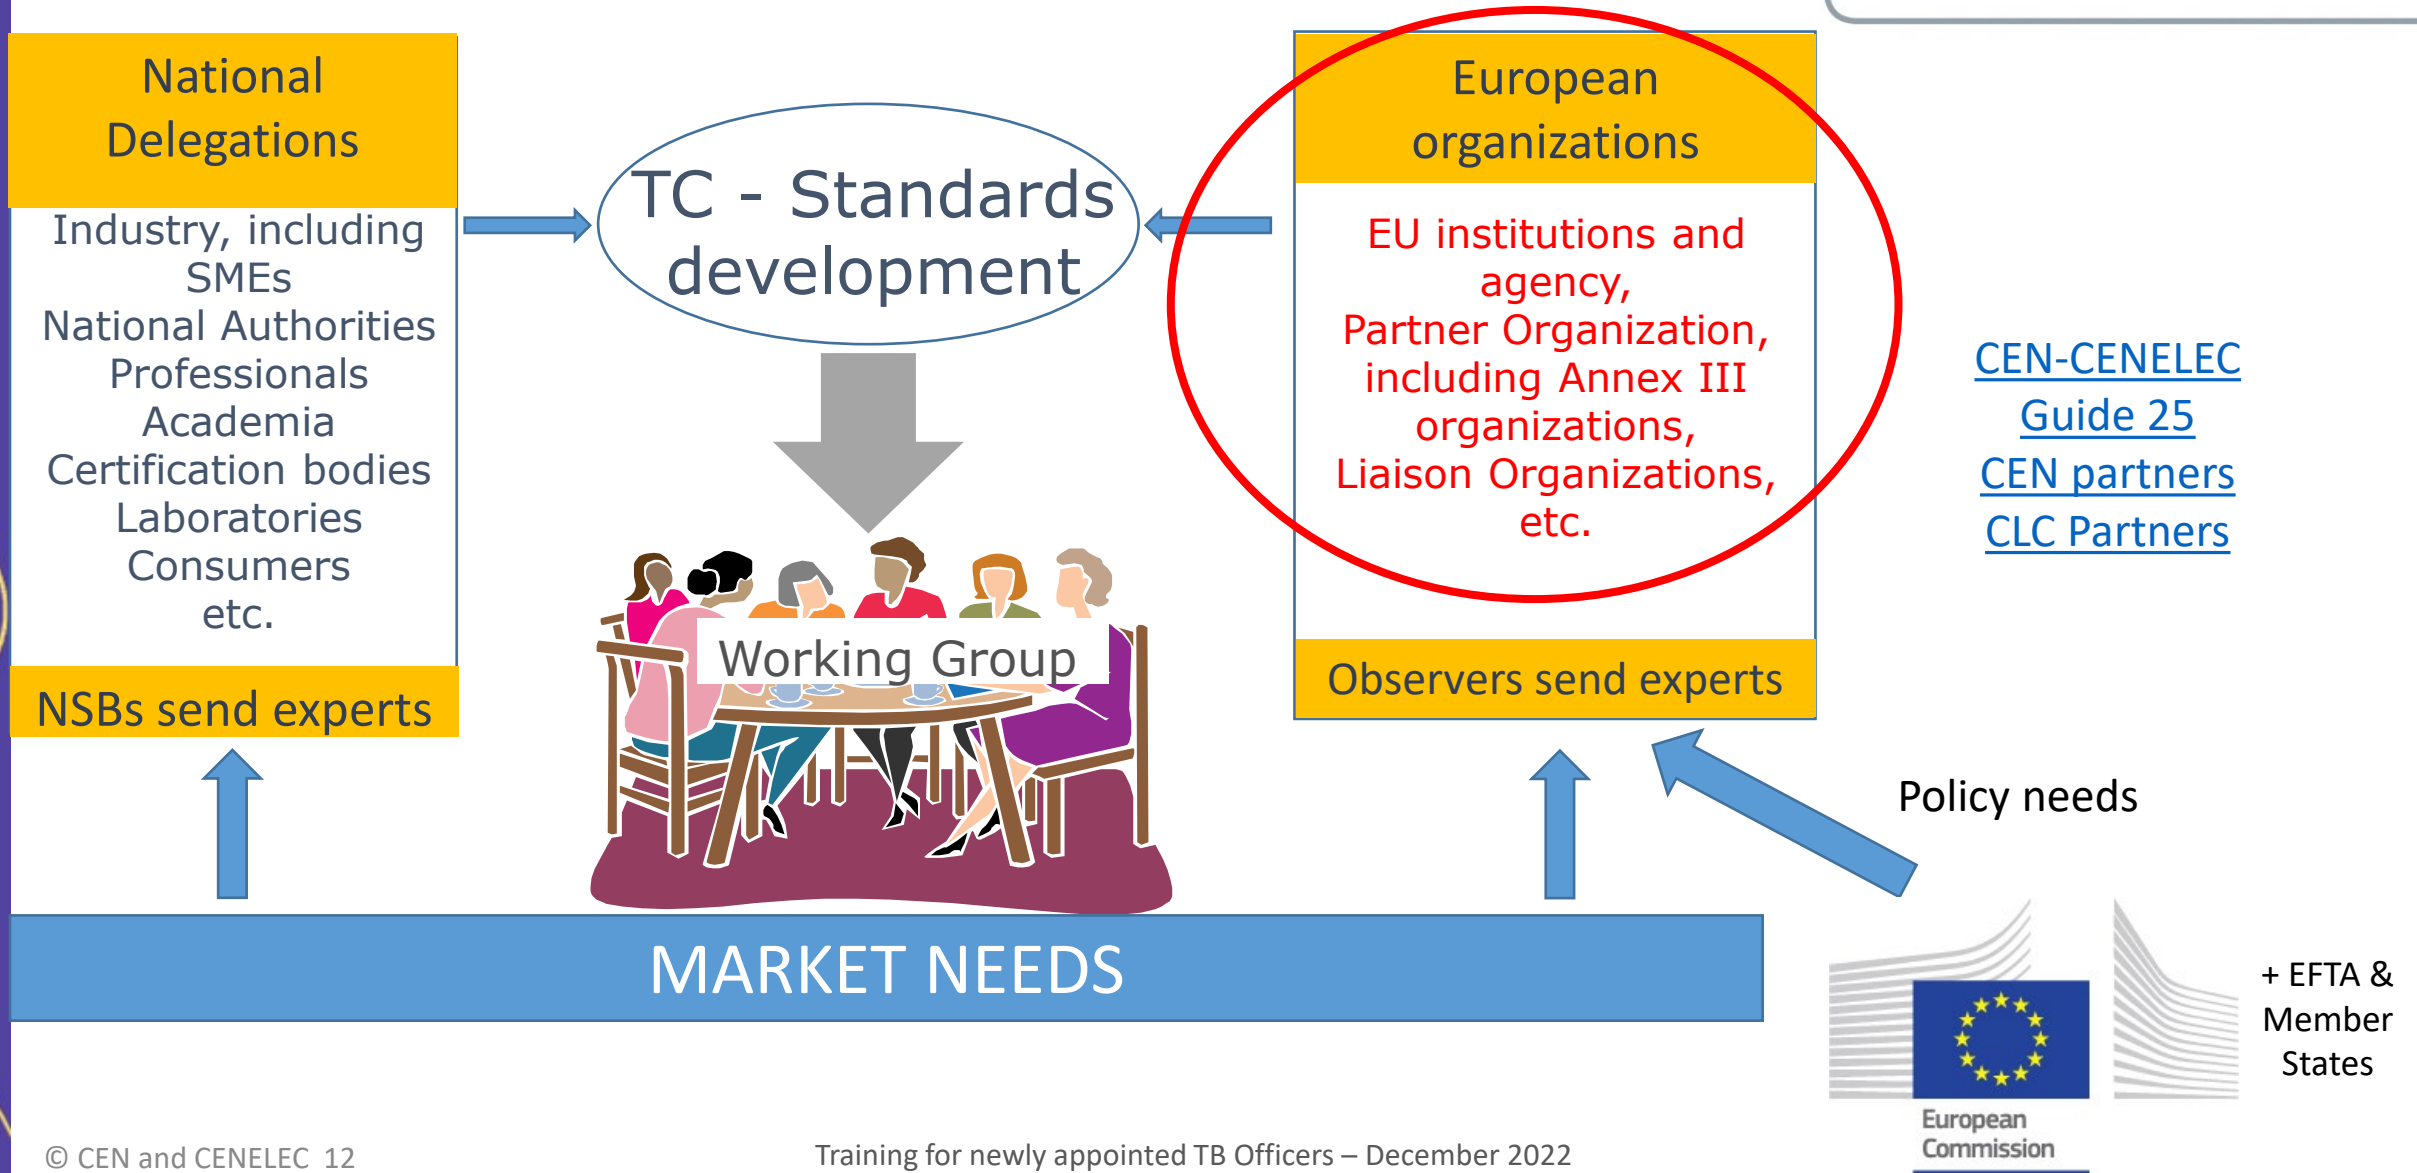 National
Delegations
Industry, including
SMEs
National Authorities
Professionals
Academia
Certification bodies
Laboratories
Consumers
etc.
NSBs send experts
TC - Standards
development
Working Group
European
organizations
EU institutions and
agency,
Partner Organization,
including Annex III
organizations,
Liaison Organizations,
etc.
Observers send experts
CEN-CENELEC
Guide 25
CEN partners
CLC Partners
Policy needs
MARKET NEEDS
+ EFTA &
Member
States
European
Commission
© CEN and CENELEC 12
Training for newly appointed TB Officers – December 2022